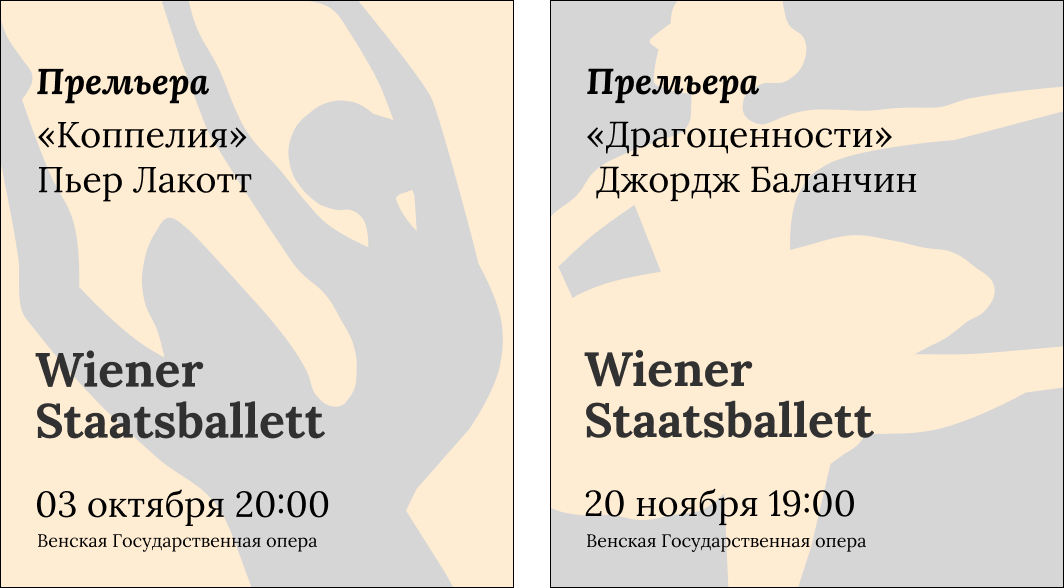 Премьера
«Коппелия»
Пьер Лакотт
Wiener
Staatsballett
03 октября 20:00
Венская Государственная опера
Премьера
«Драгоценности»
Джордж Баланчин
Wiener
Staatsballett
20 ноября 19:00
Венская Государственная опера